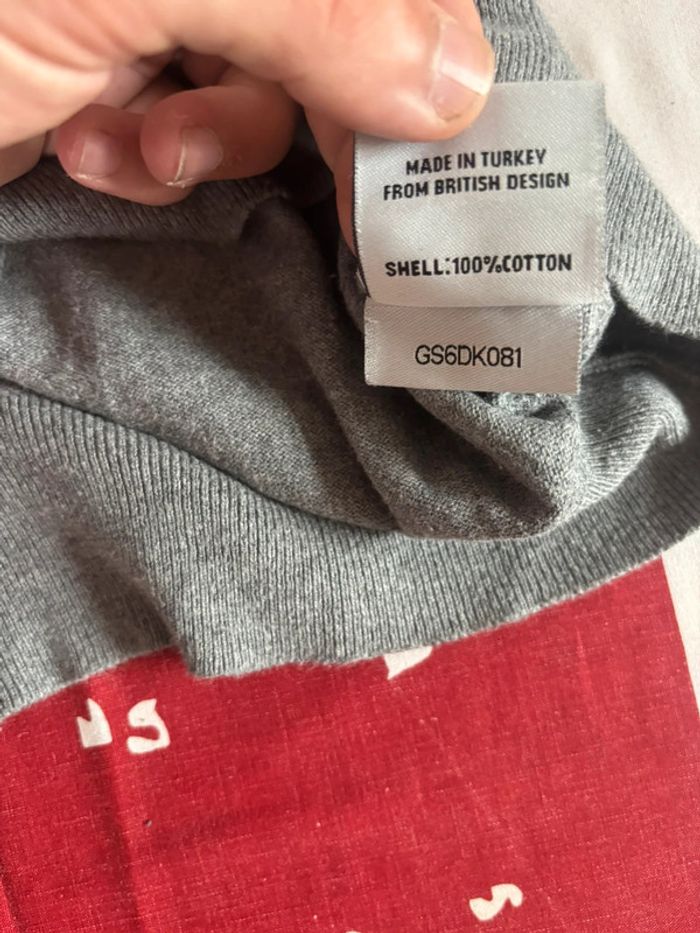 MADE IN TURKEY
FROM BRITISH DESIGN
SHELL:100%COTTON
GS6DK081